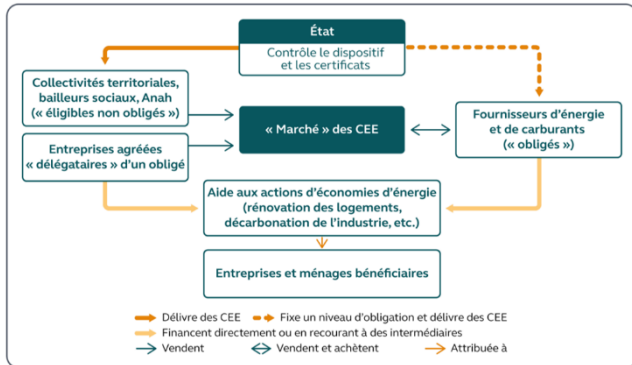 État
Contrôle le dispositif
et les certificats
Collectivités territoriales,
bailleurs sociaux, Anah
(« éligibles non obligés »)
« Marché » des CEE
Fournisseurs d’énergie
et de carburants
(« obligés »)
Entreprises agréées
« délégataires » d’un obligé
Aide aux actions d’économies d’énergie
(rénovation des logements,
décarbonation de l’industrie, etc.)
Entreprises et ménages bénéficiaires
Délivre des CEE
Fixe un niveau d’obligation et délivre des CEE
Financent directement ou en recourant à des intermédiaires
Vendent
Vendent et achètent
Attribuée à